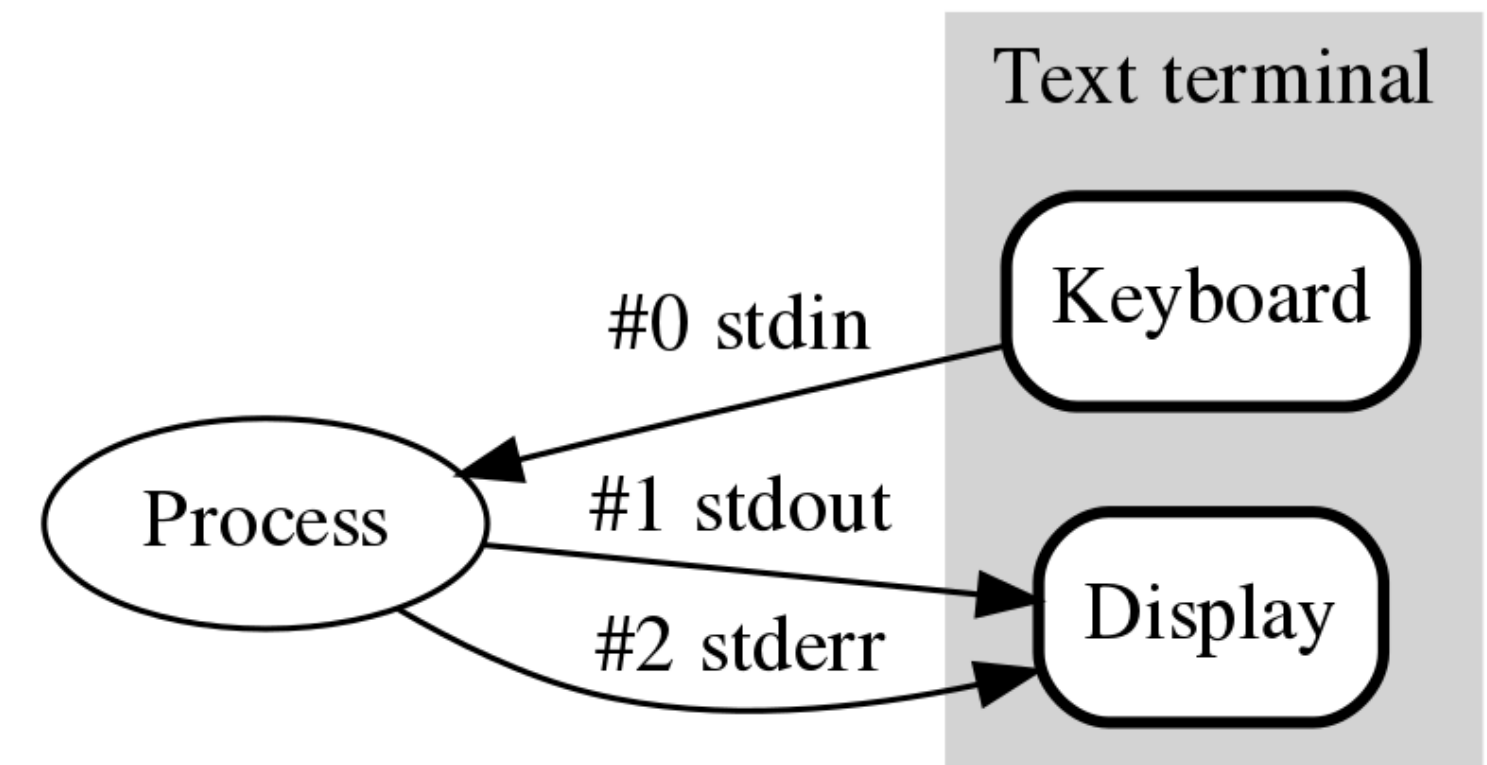 Text terminal
Keyboard
#0 stdin
Process
#1 stdout
Display
#2 stderr